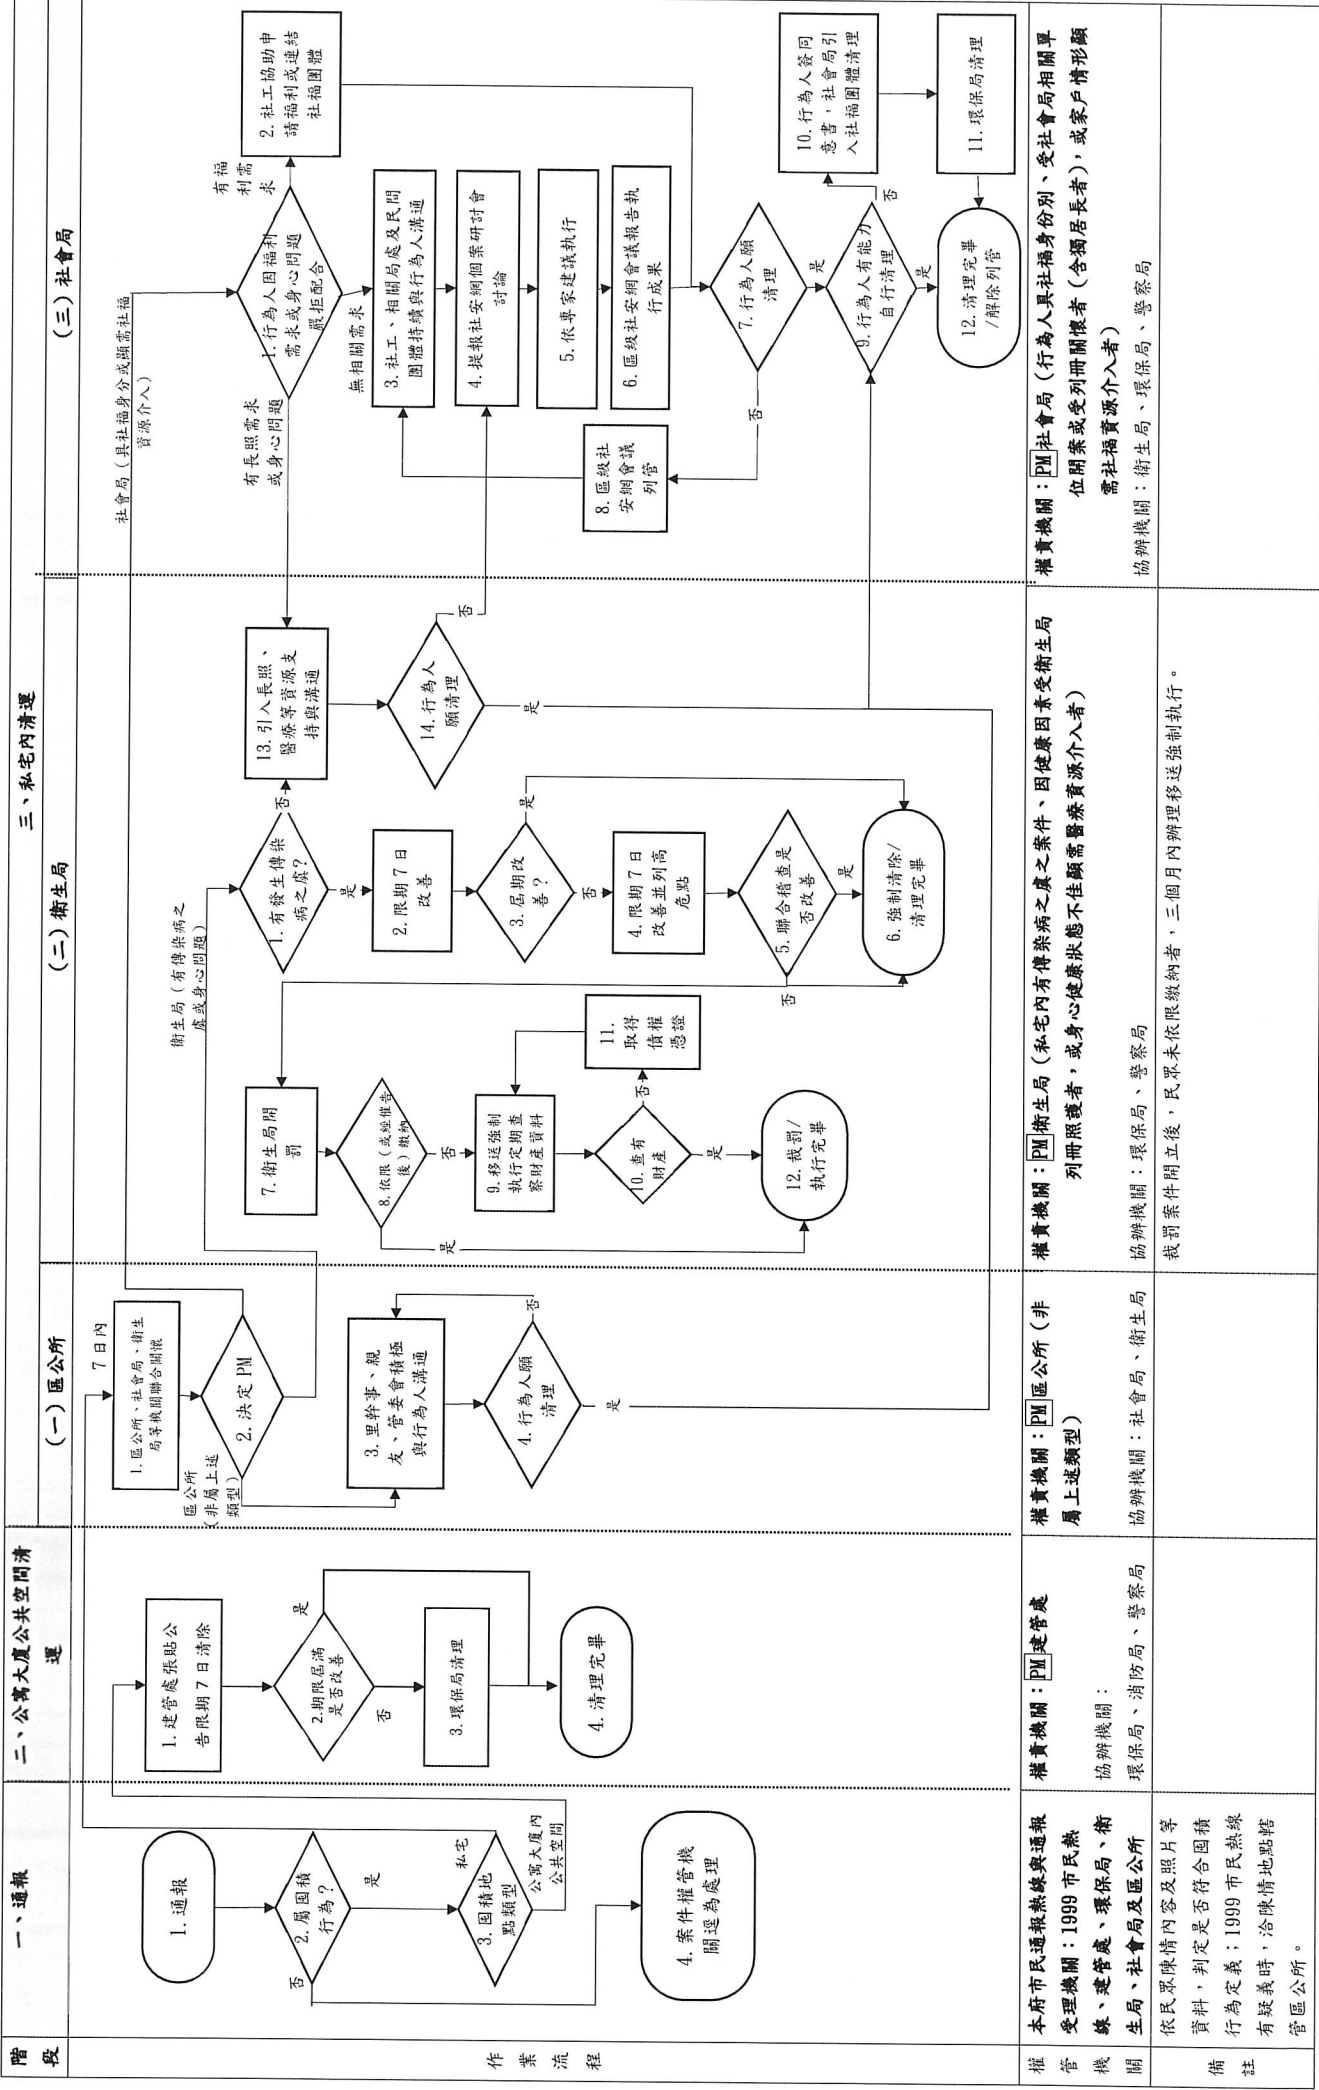 階段
一、通報
二、公寓大廈公共空間清
運
三、私宅內清運
(一)區公所
(二)衛生局
(三)社會局
作業流程
1.通報
2.屬囤積
行為?
是
否
3.囤積地
點類型
私宅
公寓大廈內
公共空間
4.案件權管機
關逕為處理
1.建管處張貼公
告限期7日清除
2.期限屆滿
是否改善
是
否
3.環保局清理
4.清理完畢
7日內
1.區公所、社會局、衛生
局等機關聯合關懷
2.決定PM
區公所
(非屬上述
類型)
3.里幹事、親
友、管委會積極
與行為人溝通
4.行為人願
清理
否
是
衛生局(有傳染病之
虞或身心問題)
1.有發生傳染
病之虞?
否
是
2.限期7日
改善
3.屆期改
善?
是
否
4.限期7日
改善並列高
危點
5.聯合稽查是
否改善
是
否
6.強制清除/
清理完畢
7.衛生局開
罰
8.依限(或經催告
後)繳納
否
是
9.移送強制
執行定期查
察財產資料
10.查有
財產
否
是
11.
取得
債權
憑證
12.裁罰/
執行完畢
13.引入長照、
醫療等資源支
持與溝通
14.行為人
願清理
否
是
社會局(具社福身分或顯需社福
資源介入)
1.行為人因福利
需求或身心問題
嚴拒配合
有福
利需
求
有長照需求
或身心問題
無相關需求
2.社工協助申
請福利或連結
社福團體
3.社工、相關局處及民間
團體持續與行為人溝通
4.提報社安網個案研討會
討論
5.依專家建議執行
6.區級社安網會議報告執
行成果
7.行為人願
清理
否
是
8.區級社
安網會議
列管
9.行為人有能力
自行清理
否
是
10.行為人簽同
意書,社會局引
入社福團體清理
11.環保局清理
12.清理完畢
/解除列管
權管機關
本府市民通報熱線與通報
受理機關:1999市民熱
線、建管處、環保局、衛
生局、社會局及區公所
權責機關:PM建管處
協辦機關:
環保局、消防局、警察局
權責機關:PM區公所(非
屬上述類型)
協辦機關:社會局、衛生局
權責機關:PM衛生局(私宅內有傳染病之虞之案件、因健康因素受衛生局
列冊照護者,或身心健康狀態不佳顯需醫療資源介入者)
協辦機關:環保局、警察局
權責機關:PM社會局(行為人具社福身份別、受社會局相關單
位開案或受列冊關懷者(含獨居長者),或家戶情形顯
需社福資源介入者)
協辦機關:衛生局、環保局、警察局
備註
依民眾陳情內容及照片等
資料,判定是否符合囤積
行為定義;1999市民熱線
有疑義時,洽陳情地點轄
管區公所。
裁罰案件開立後,民眾未依限繳納者,三個月內辦理移送強制執行。